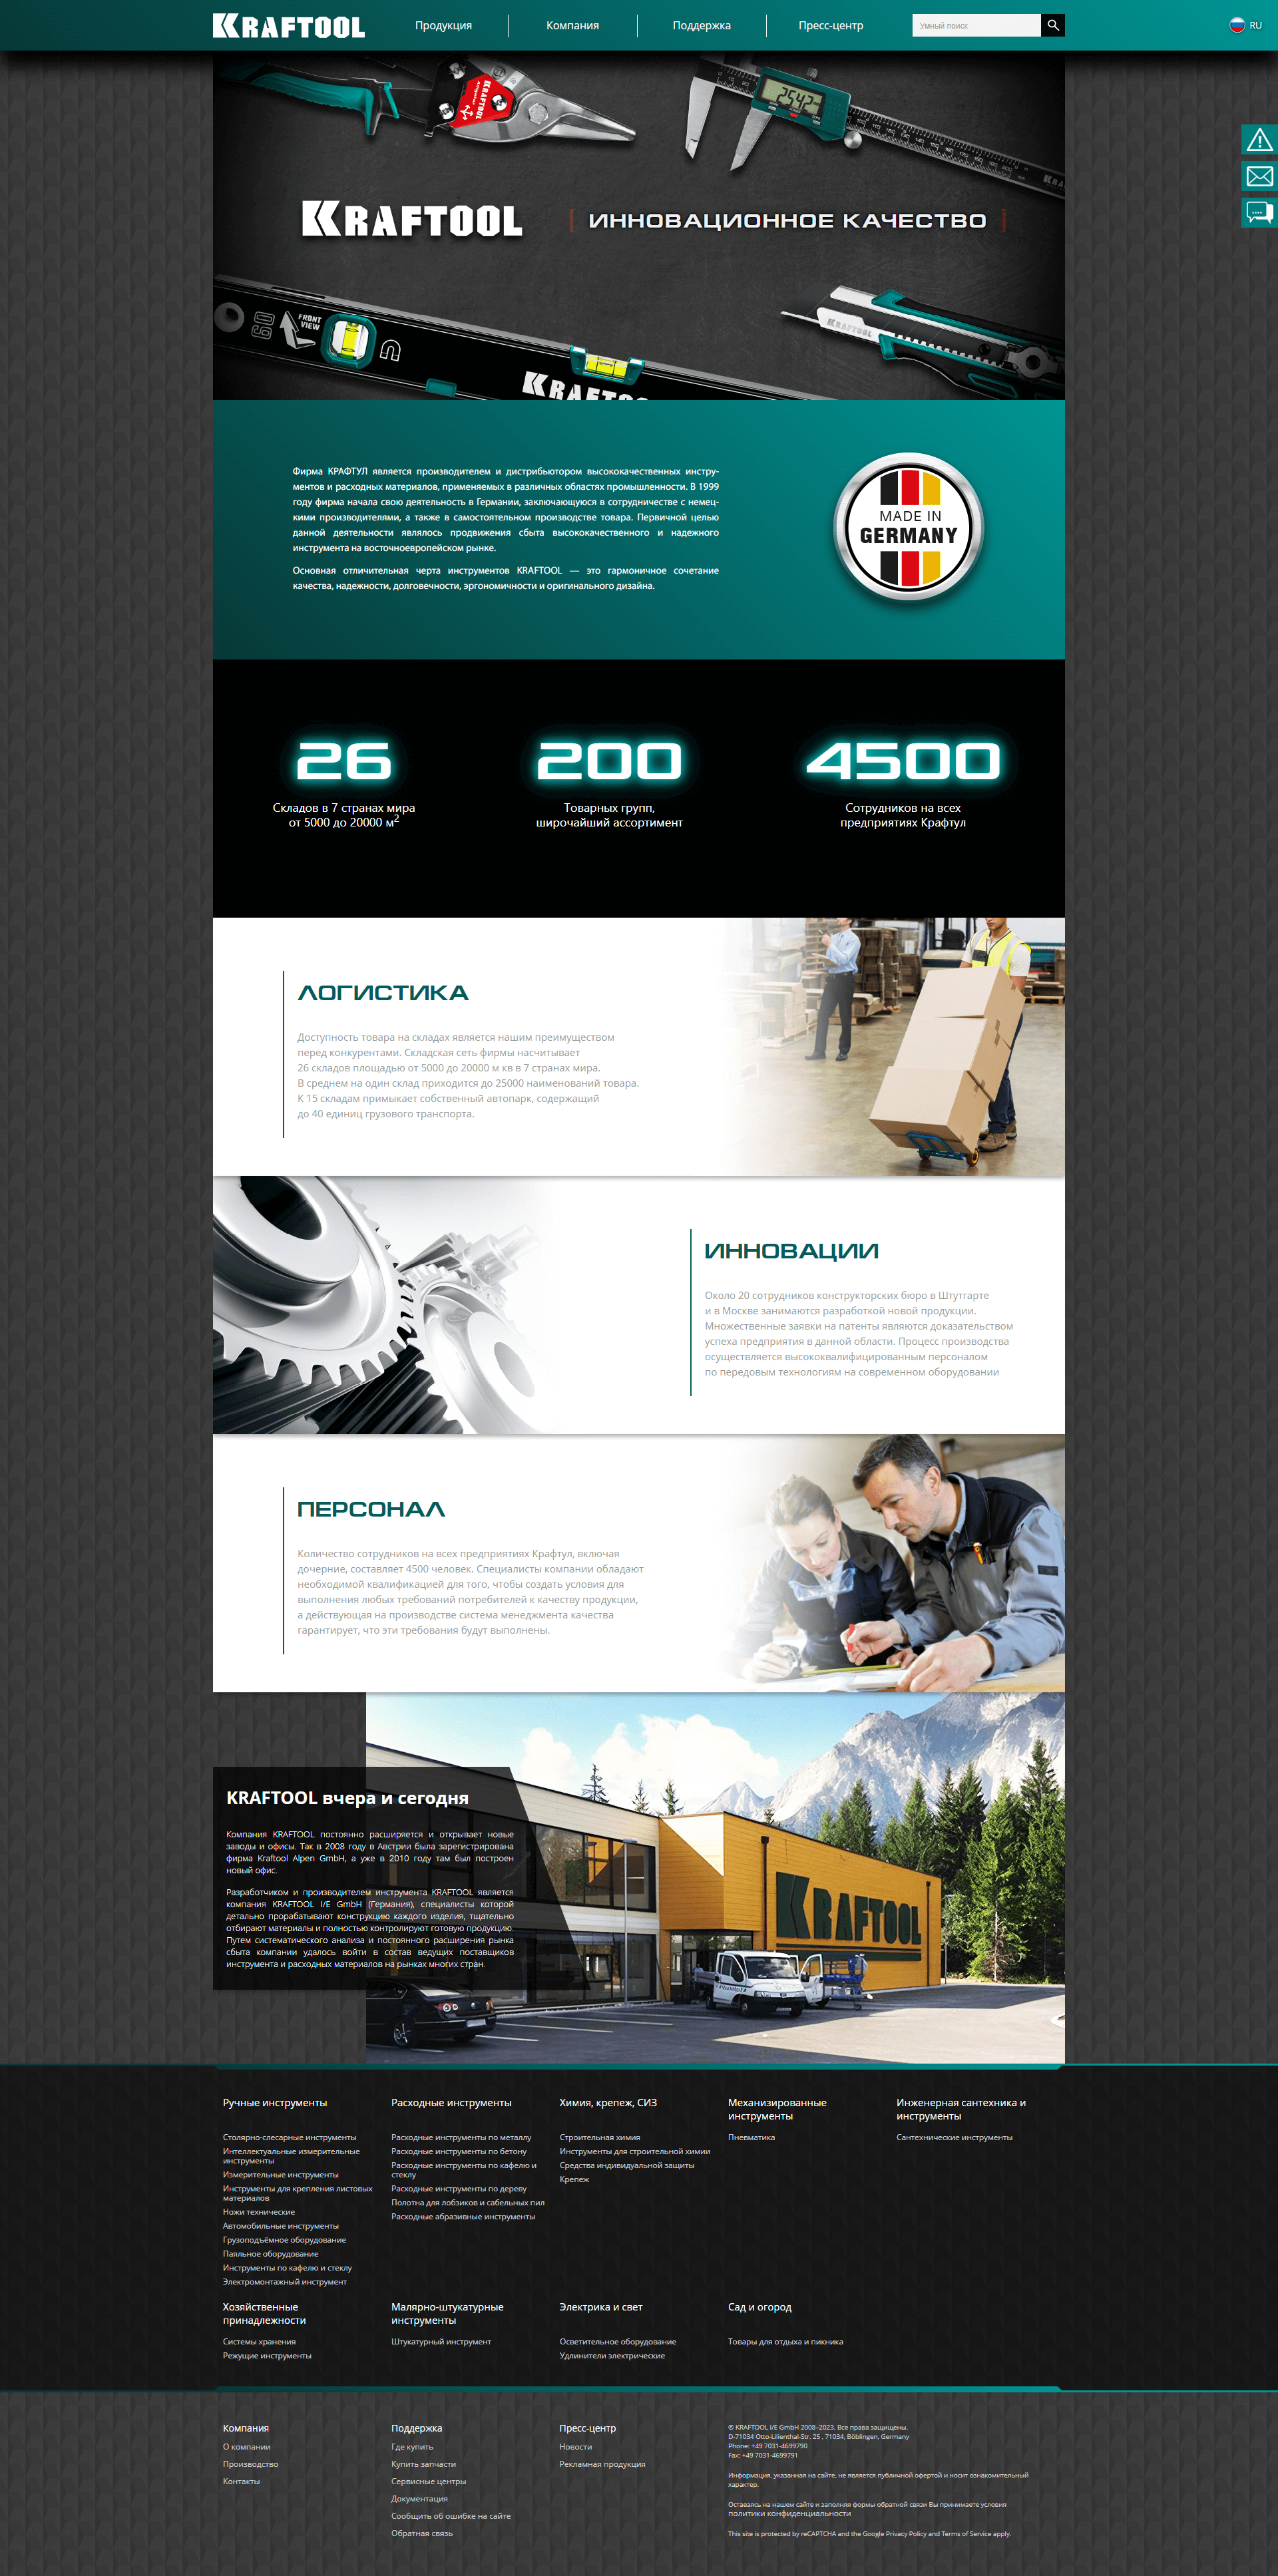 KRAFTOOL
Продукция
Компания
Поддержка
Пресс-центр
Умный поиск
RU
KRAFTOOL
2542
KRAFTOOL
ИННОВАЦИОННОЕ КАЧЕСТВО
60
FRONT
VIEW
KRAFTOOL
KRAFTOO
Фирма КРАФТУЛ является производителем и дистрибьютором высококачественных инстру-
ментов и расходных материалов, применяемых в различных областях промышленности. В 1999
году фирма начала свою деятельность в Германии, заключающуюся в сотрудничестве с немец-
кими производителями, а также в самостоятельном производстве товара. Первичной целью
данной деятельности являлось продвижения сбыта высококачественного и надежного
инструмента на восточноевропейском рынке.
Основная отличительная черта инструментов KRAFTOOL — это гармоничное сочетание
качества, надежности, долговечности, эргономичности и оригинального дизайна.
MADE IN
GERMANY
26
Складов в 7 странах мира
от 5000 до 20000 м2
200
Товарных групп,
широчайший ассортимент
4500
Сотрудников на всех
предприятиях Крафтул
ЛОГИСТИКА
Доступность товара на складах является нашим преимуществом
перед конкурентами. Складская сеть фирмы насчитывает
26 складов площадью от 5000 до 20000 м кв в 7 странах мира.
В среднем на один склад приходится до 25000 наименований товара.
К 15 складам примыкает собственный автопарк, содержащий
до 40 единиц грузового транспорта.
ИННОВАЦИИ
Около 20 сотрудников конструкторских бюро в Штутгарте
и в Москве занимаются разработкой новой продукции.
Множественные заявки на патенты являются доказательством
успеха предприятия в данной области. Процесс производства
осуществляется высококвалифицированным персоналом
по передовым технологиям на современном оборудовании
ПЕРСОНАЛ
Количество сотрудников на всех предприятиях Крафтул, включая
дочерние, составляет 4500 человек. Специалисты компании обладают
необходимой квалификацией для того, чтобы создать условия для
выполнения любых требований потребителей к качеству продукции,
а действующая на производстве система менеджмента качества
гарантирует, что эти требования будут выполнены.
KRAFTOOL вчера и сегодня
Компания KRAFTOOL постоянно расширяется и открывает новые
заводы и офисы. Так в 2008 году в Австрии была зарегистрирована
фирма Kraftool Alpen GmbH, а уже в 2010 году там был построен
новый офис.
Разработчиком и производителем инструмента KRAFTOOL является
компания KRAFTOOL I/E GmbH (Германия), специалисты которой
детально прорабатывают конструкцию каждого изделия, тщательно
отбирают материалы и полностью контролируют готовую продукцию.
Путем систематического анализа и постоянного расширения рынка
сбыта компании удалось войти в состав ведущих поставщиков
инструмента и расходных материалов на рынках многих стран.
KRAFTOOL
Ручные инструменты
Столярно-слесарные инструменты
Интеллектуальные измерительные
инструменты
Измерительные инструменты
Инструменты для крепления листовых
материалов
Ножи технические
Автомобильные инструменты
Грузоподъёмное оборудование
Паяльное оборудование
Инструменты по кафелю и стеклу
Электромонтажный инструмент
Расходные инструменты
Расходные инструменты по металлу
Расходные инструменты по бетону
Расходные инструменты по кафелю и
стеклу
Расходные инструменты по дереву
Полотна для лобзиков и сабельных пил
Расходные абразивные инструменты
Химия, крепеж, СИЗ
Строительная химия
Инструменты для строительной химии
Средства индивидуальной защиты
Крепеж
Механизированные
инструменты
Пневматика
Инженерная сантехника и
инструменты
Сантехнические инструменты
Хозяйственные
принадлежности
Системы хранения
Режущие инструменты
Малярно-штукатурные
инструменты
Штукатурный инструмент
Электрика и свет
Осветительное оборудование
Удлинители электрические
Сад и огород
Товары для отдыха и пикника
Компания
О компании
Производство
Контакты
Поддержка
Где купить
Купить запчасти
Сервисные центры
Документация
Сообщить об ошибке на сайте
Обратная связь
Пресс-центр
Новости
Рекламная продукция
© KRAFTOOL I/E GmbH 2008–2023. Все права защищены.
D-71034 Otto-Lilienthal-Str. 25 , 71034, Böblingen, Germany
Phone: +49 7031-4699790
Fax: +49 7031-4699791
Информация, указанная на сайте, не является публичной офертой и носит ознакомительный
характер.
Оставаясь на нашем сайте и заполняя формы обратной связи Вы принимаете условия
политики конфиденциальности
This site is protected by reCAPTCHA and the Google Privacy Policy and Terms of Service apply.